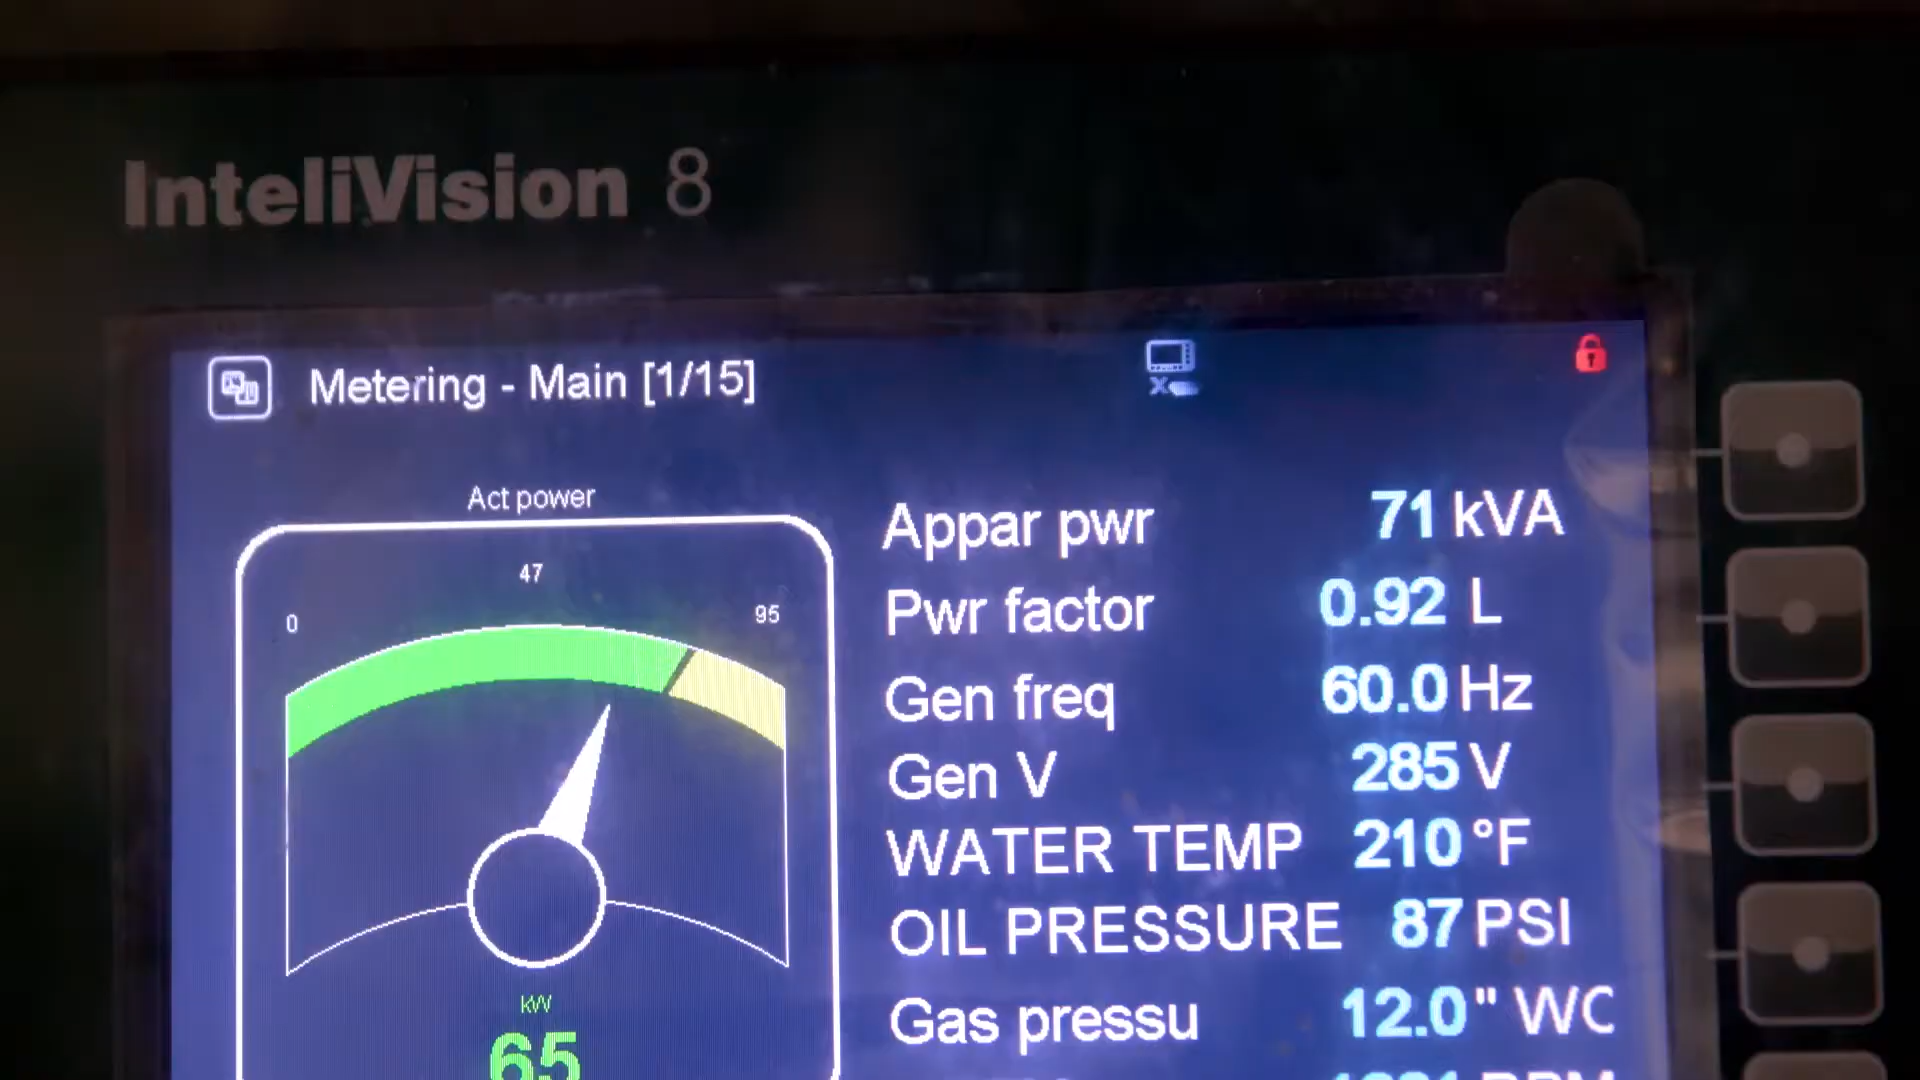 InteliVision 8
Metering - Main [1/15]
Act power
0 47 95
kW
65
Appar pwr 71 kVA
Pwr factor 0.92 L
Gen freq 60.0 Hz
Gen V 285 V
WATER TEMP 210 °F
OIL PRESSURE 87 PSI
Gas pressu 12.0 " WC
RPM